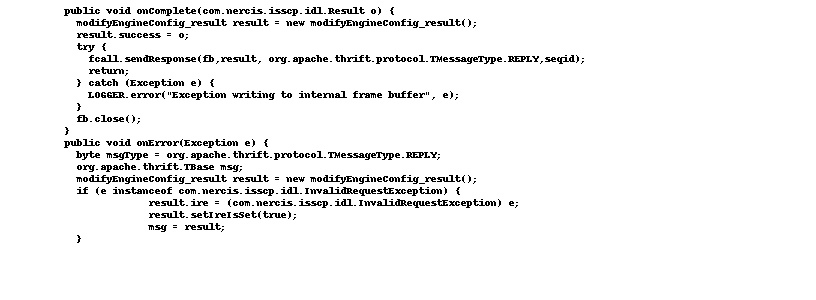 public void onComplete(com.nercis.isscp.idl.Result o) {
modifyEngineConfig_result result = new modifyEngineConfig_result();
result.success = o;
try {
fcall.sendResponse(fb,result, org.apache.thrift.protocol.TMessageType.REPLY,seqid);
return;
} catch (Exception e) {
LOGGER.error("Exception writing to internal frame buffer", e);
}
fb.close();
}
public void onError(Exception e) {
byte msgType = org.apache.thrift.protocol.TMessageType.REPLY;
org.apache.thrift.TBase msg;
modifyEngineConfig_result result = new modifyEngineConfig_result();
if (e instanceof com.nercis.isscp.idl.InvalidRequestException) {
result.ire = (com.nercis.isscp.idl.InvalidRequestException) e;
result.setIreIsSet(true);
msg = result;
}